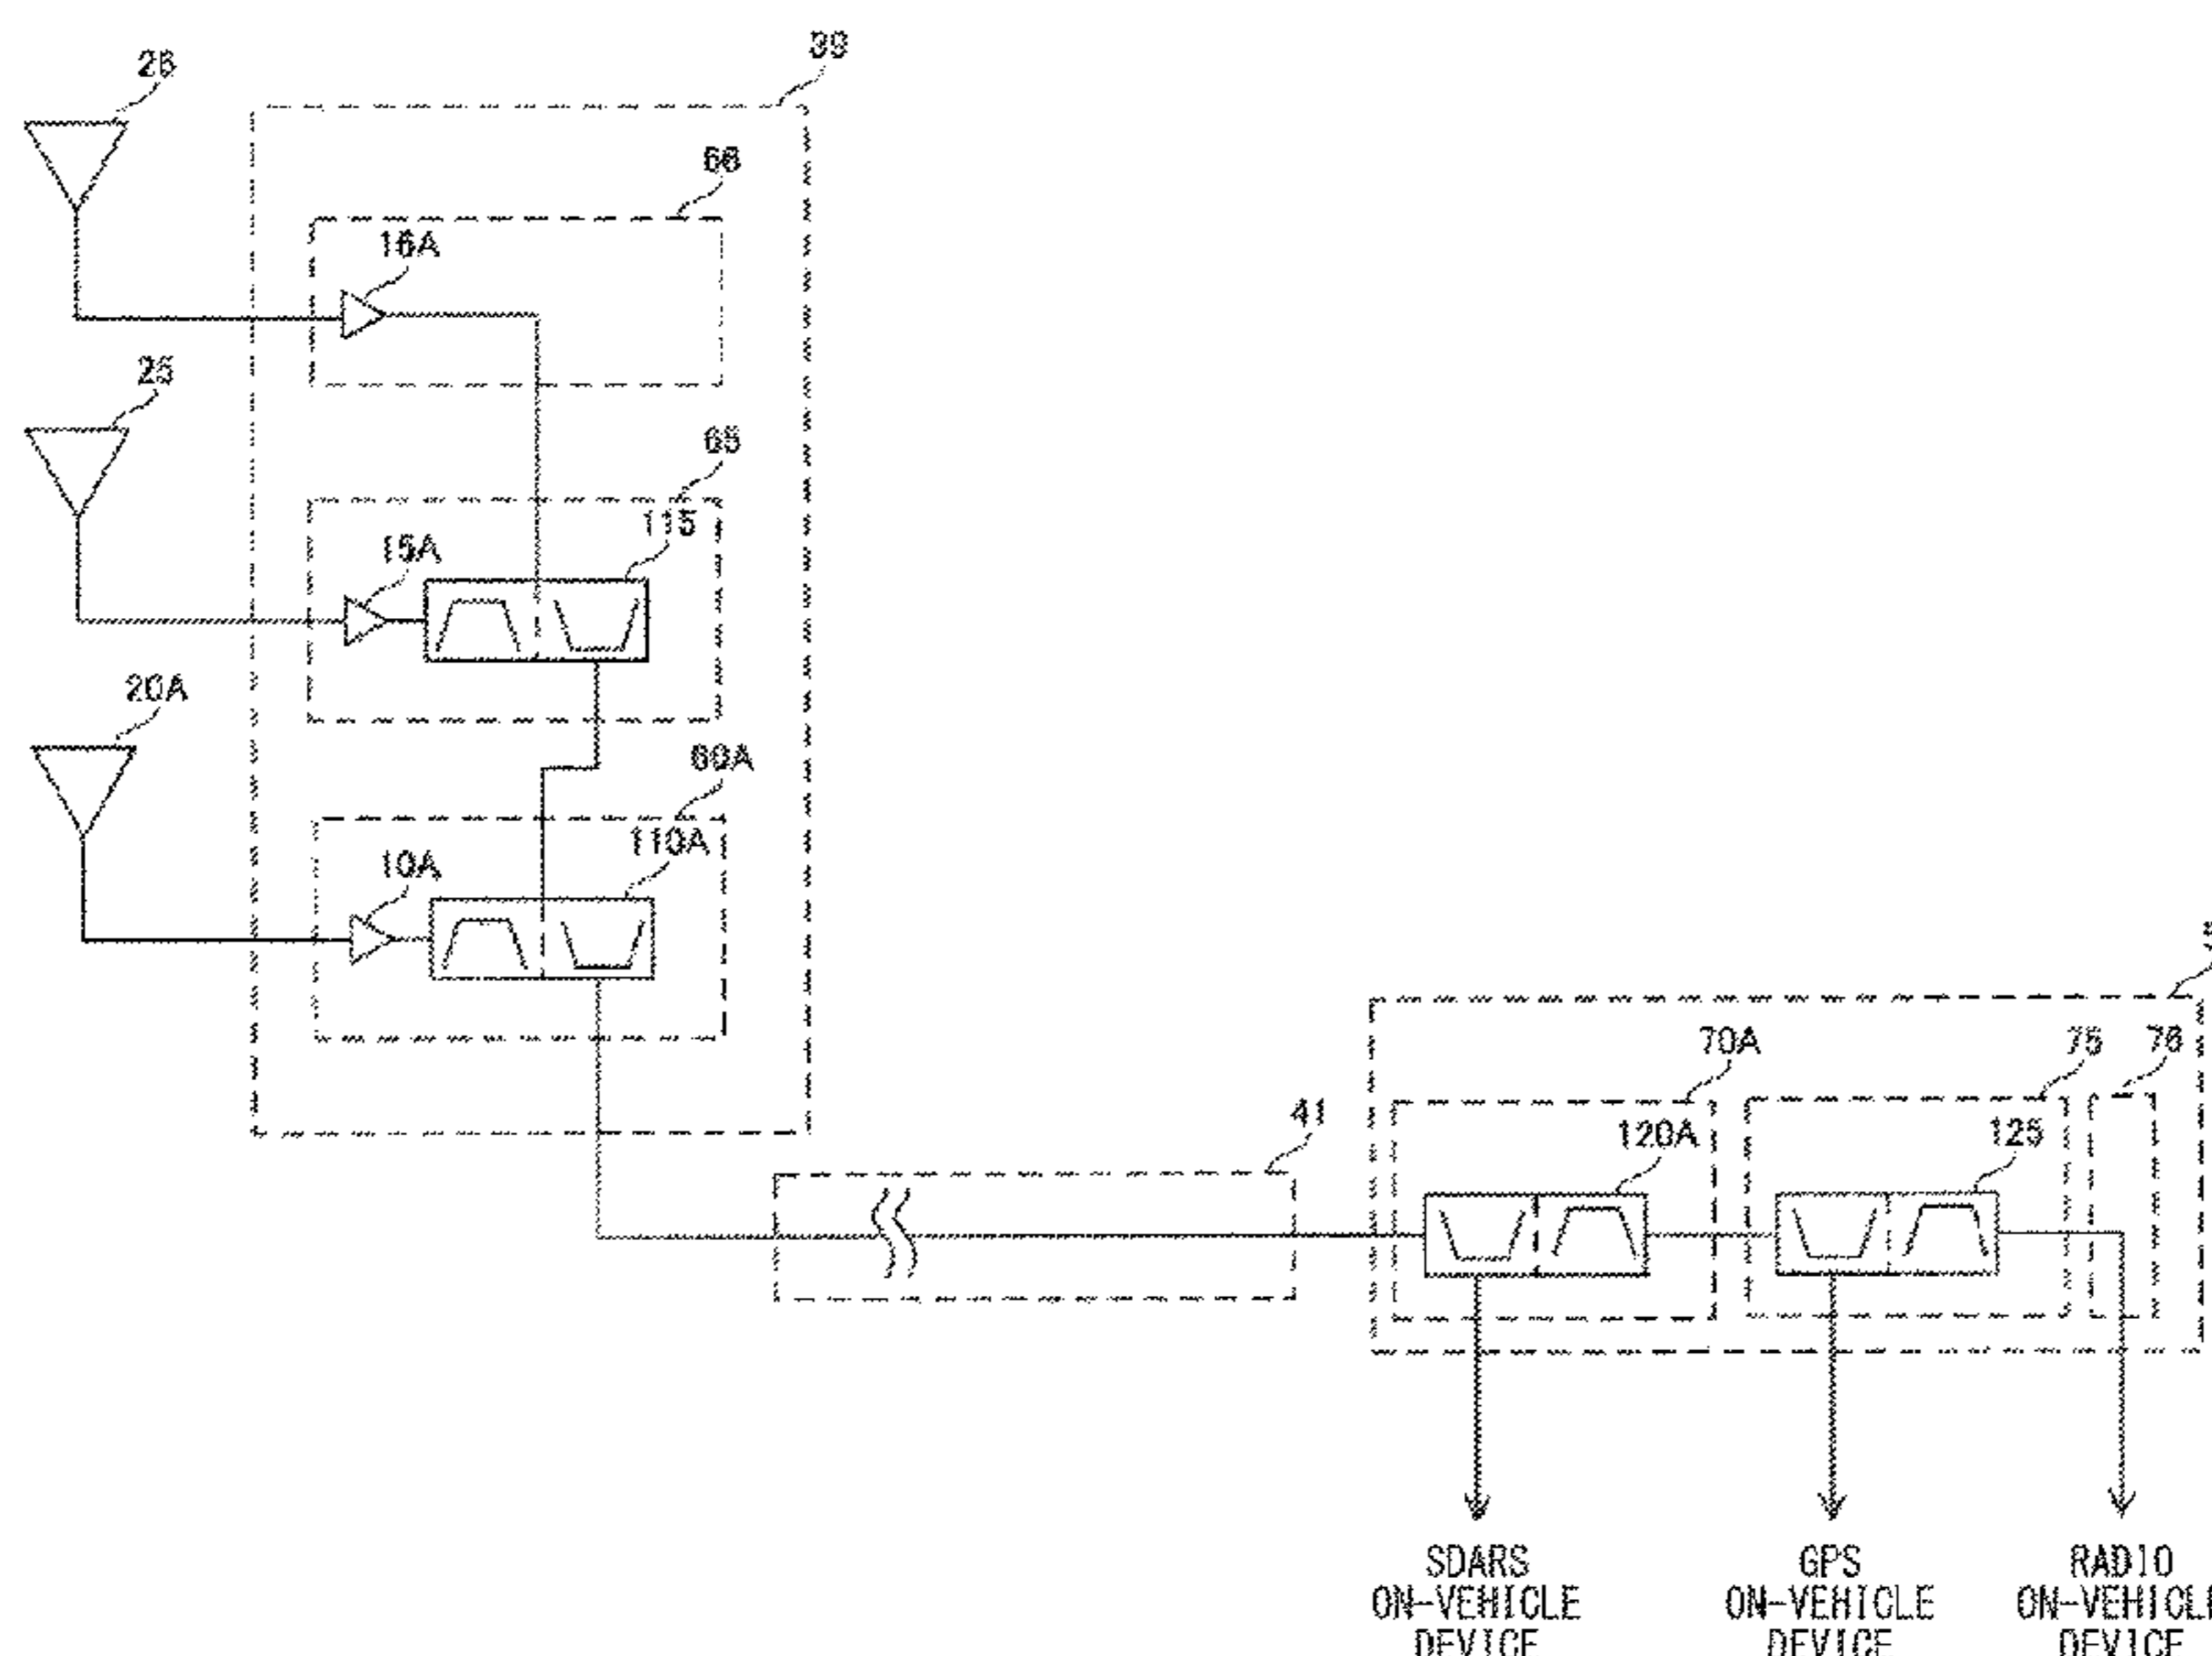 39
26
66
16A
25
65
115
15A
20A
60A
110A
10A
70A
75
76
41
120A
125
SDARS
ON-VEHICLE
DEVICE
GPS
ON-VEHICLE
DEVICE
RADIO
ON-VEHICLE
DEVICE